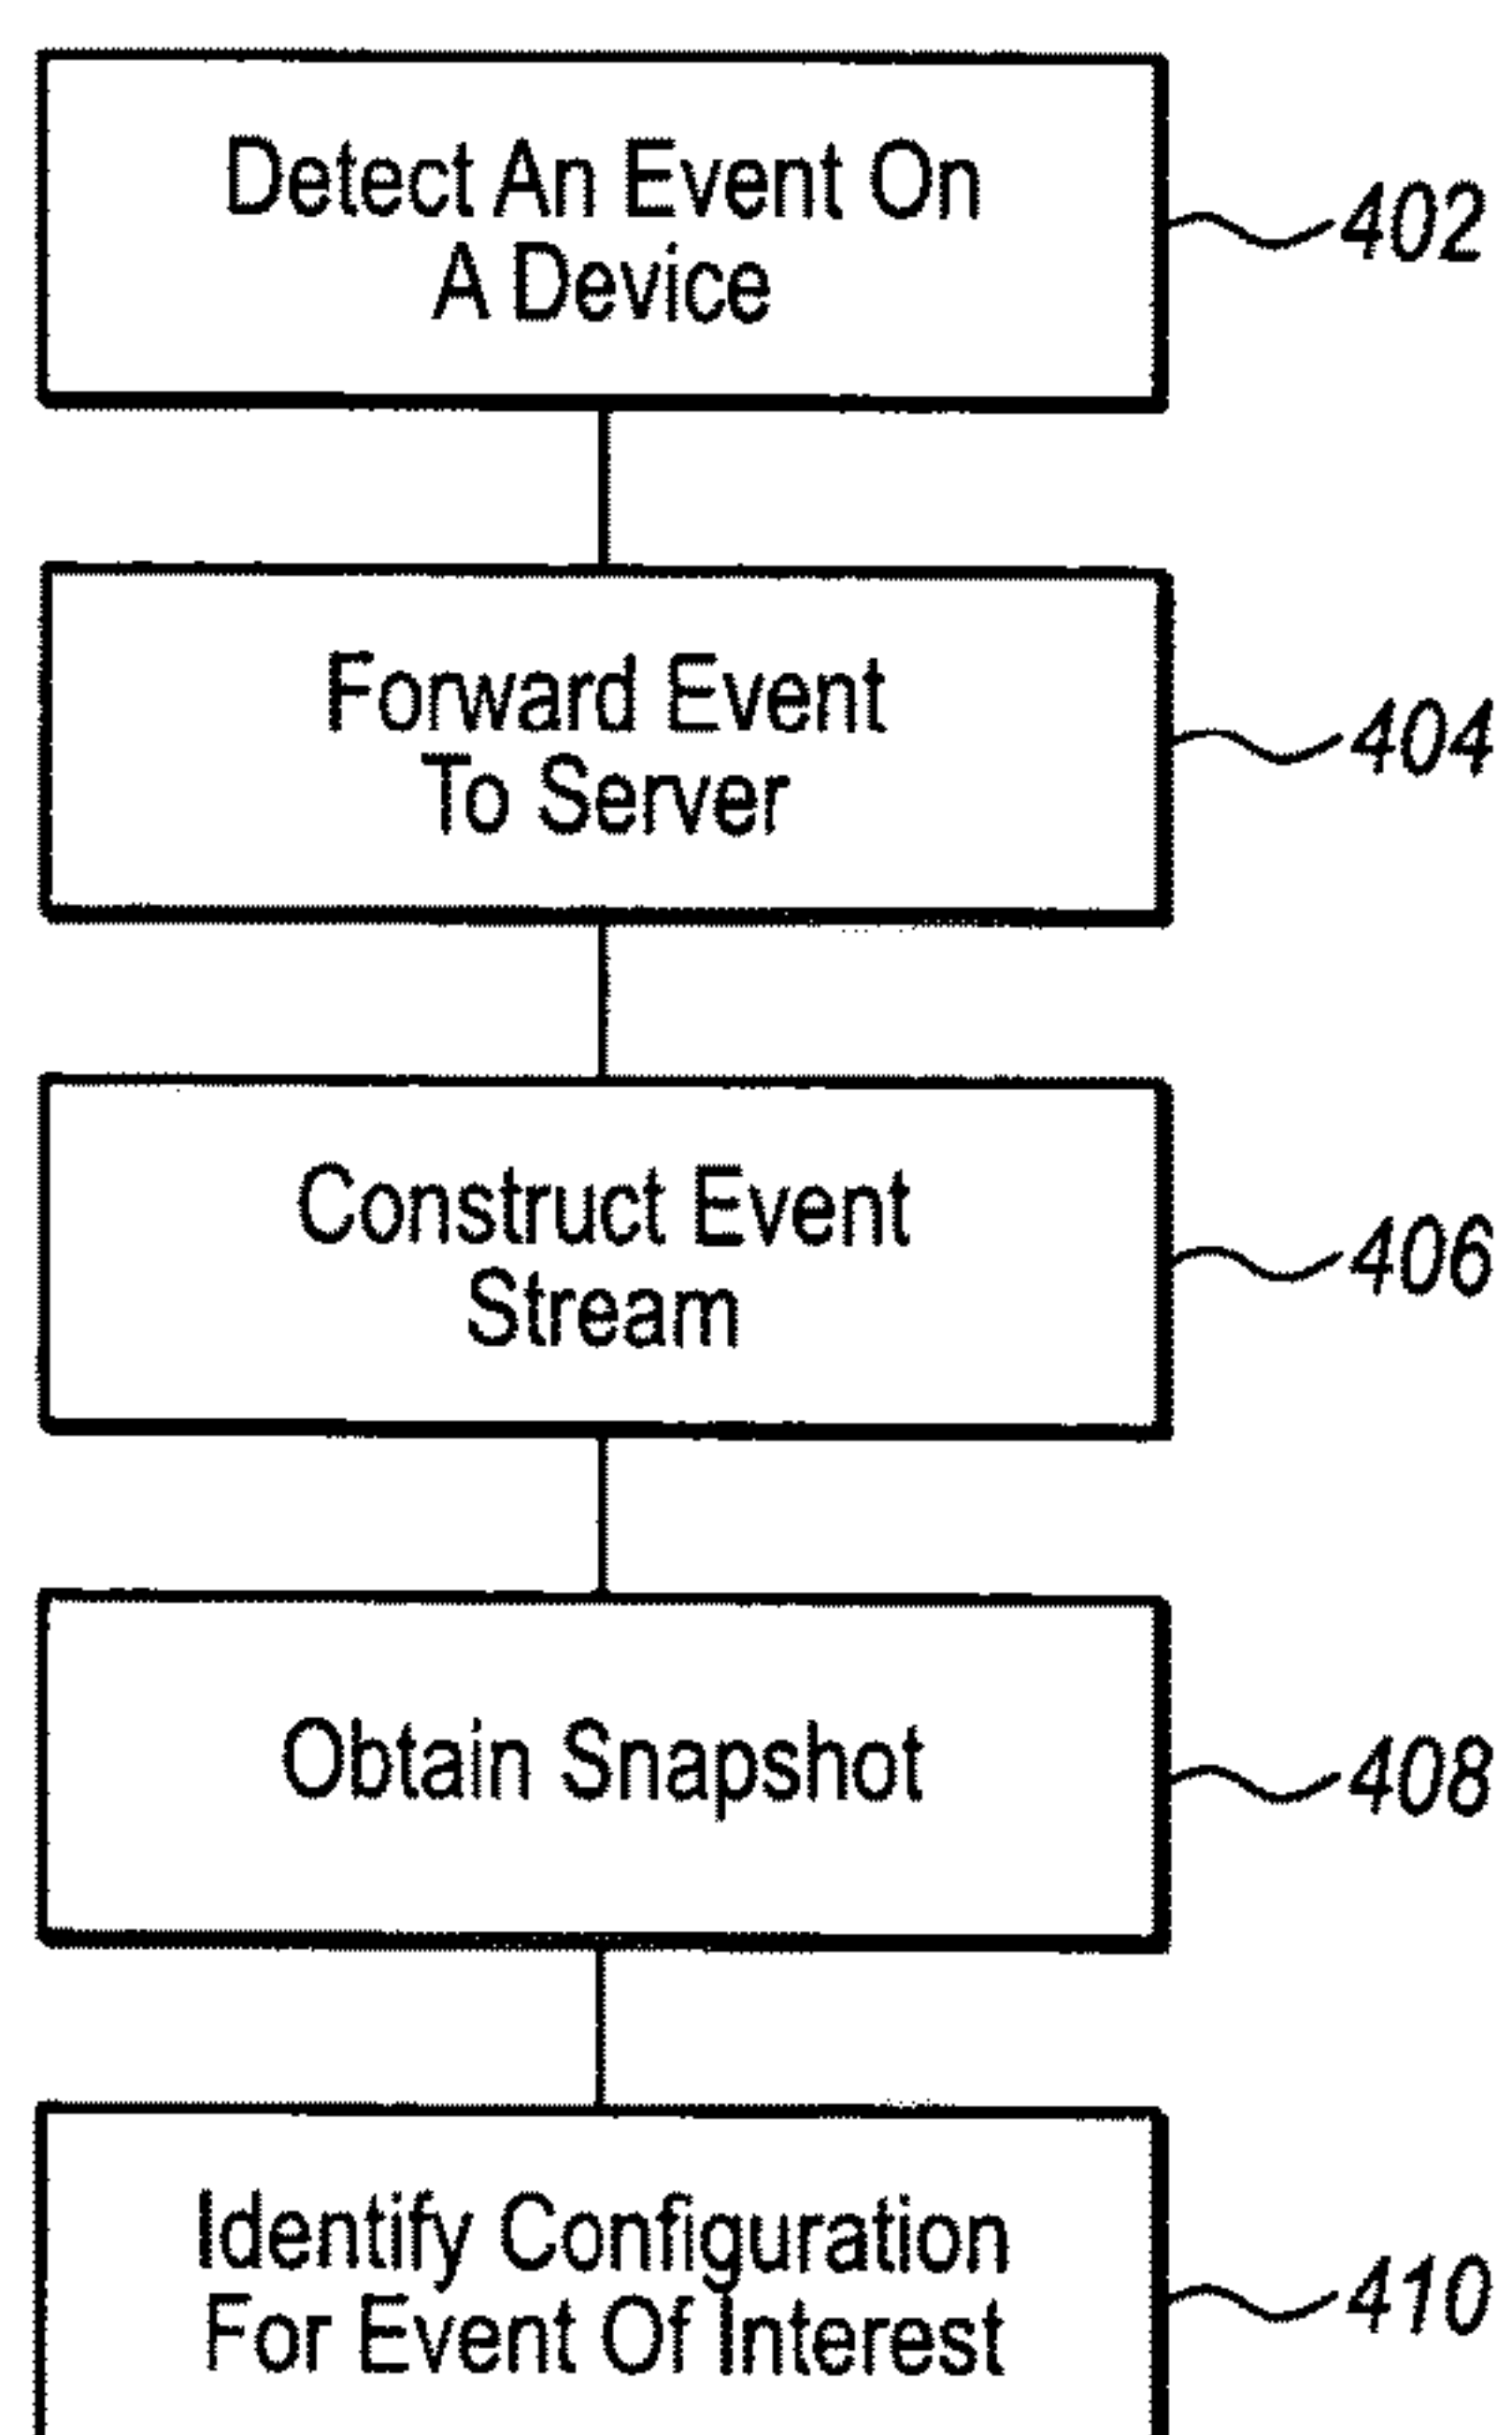 Detect An Event On
A Device
402
Forward Event
To Server
404
Construct Event
Stream
406
Obtain Snapshot
408
Identify Configuration
For Event Of Interest
410